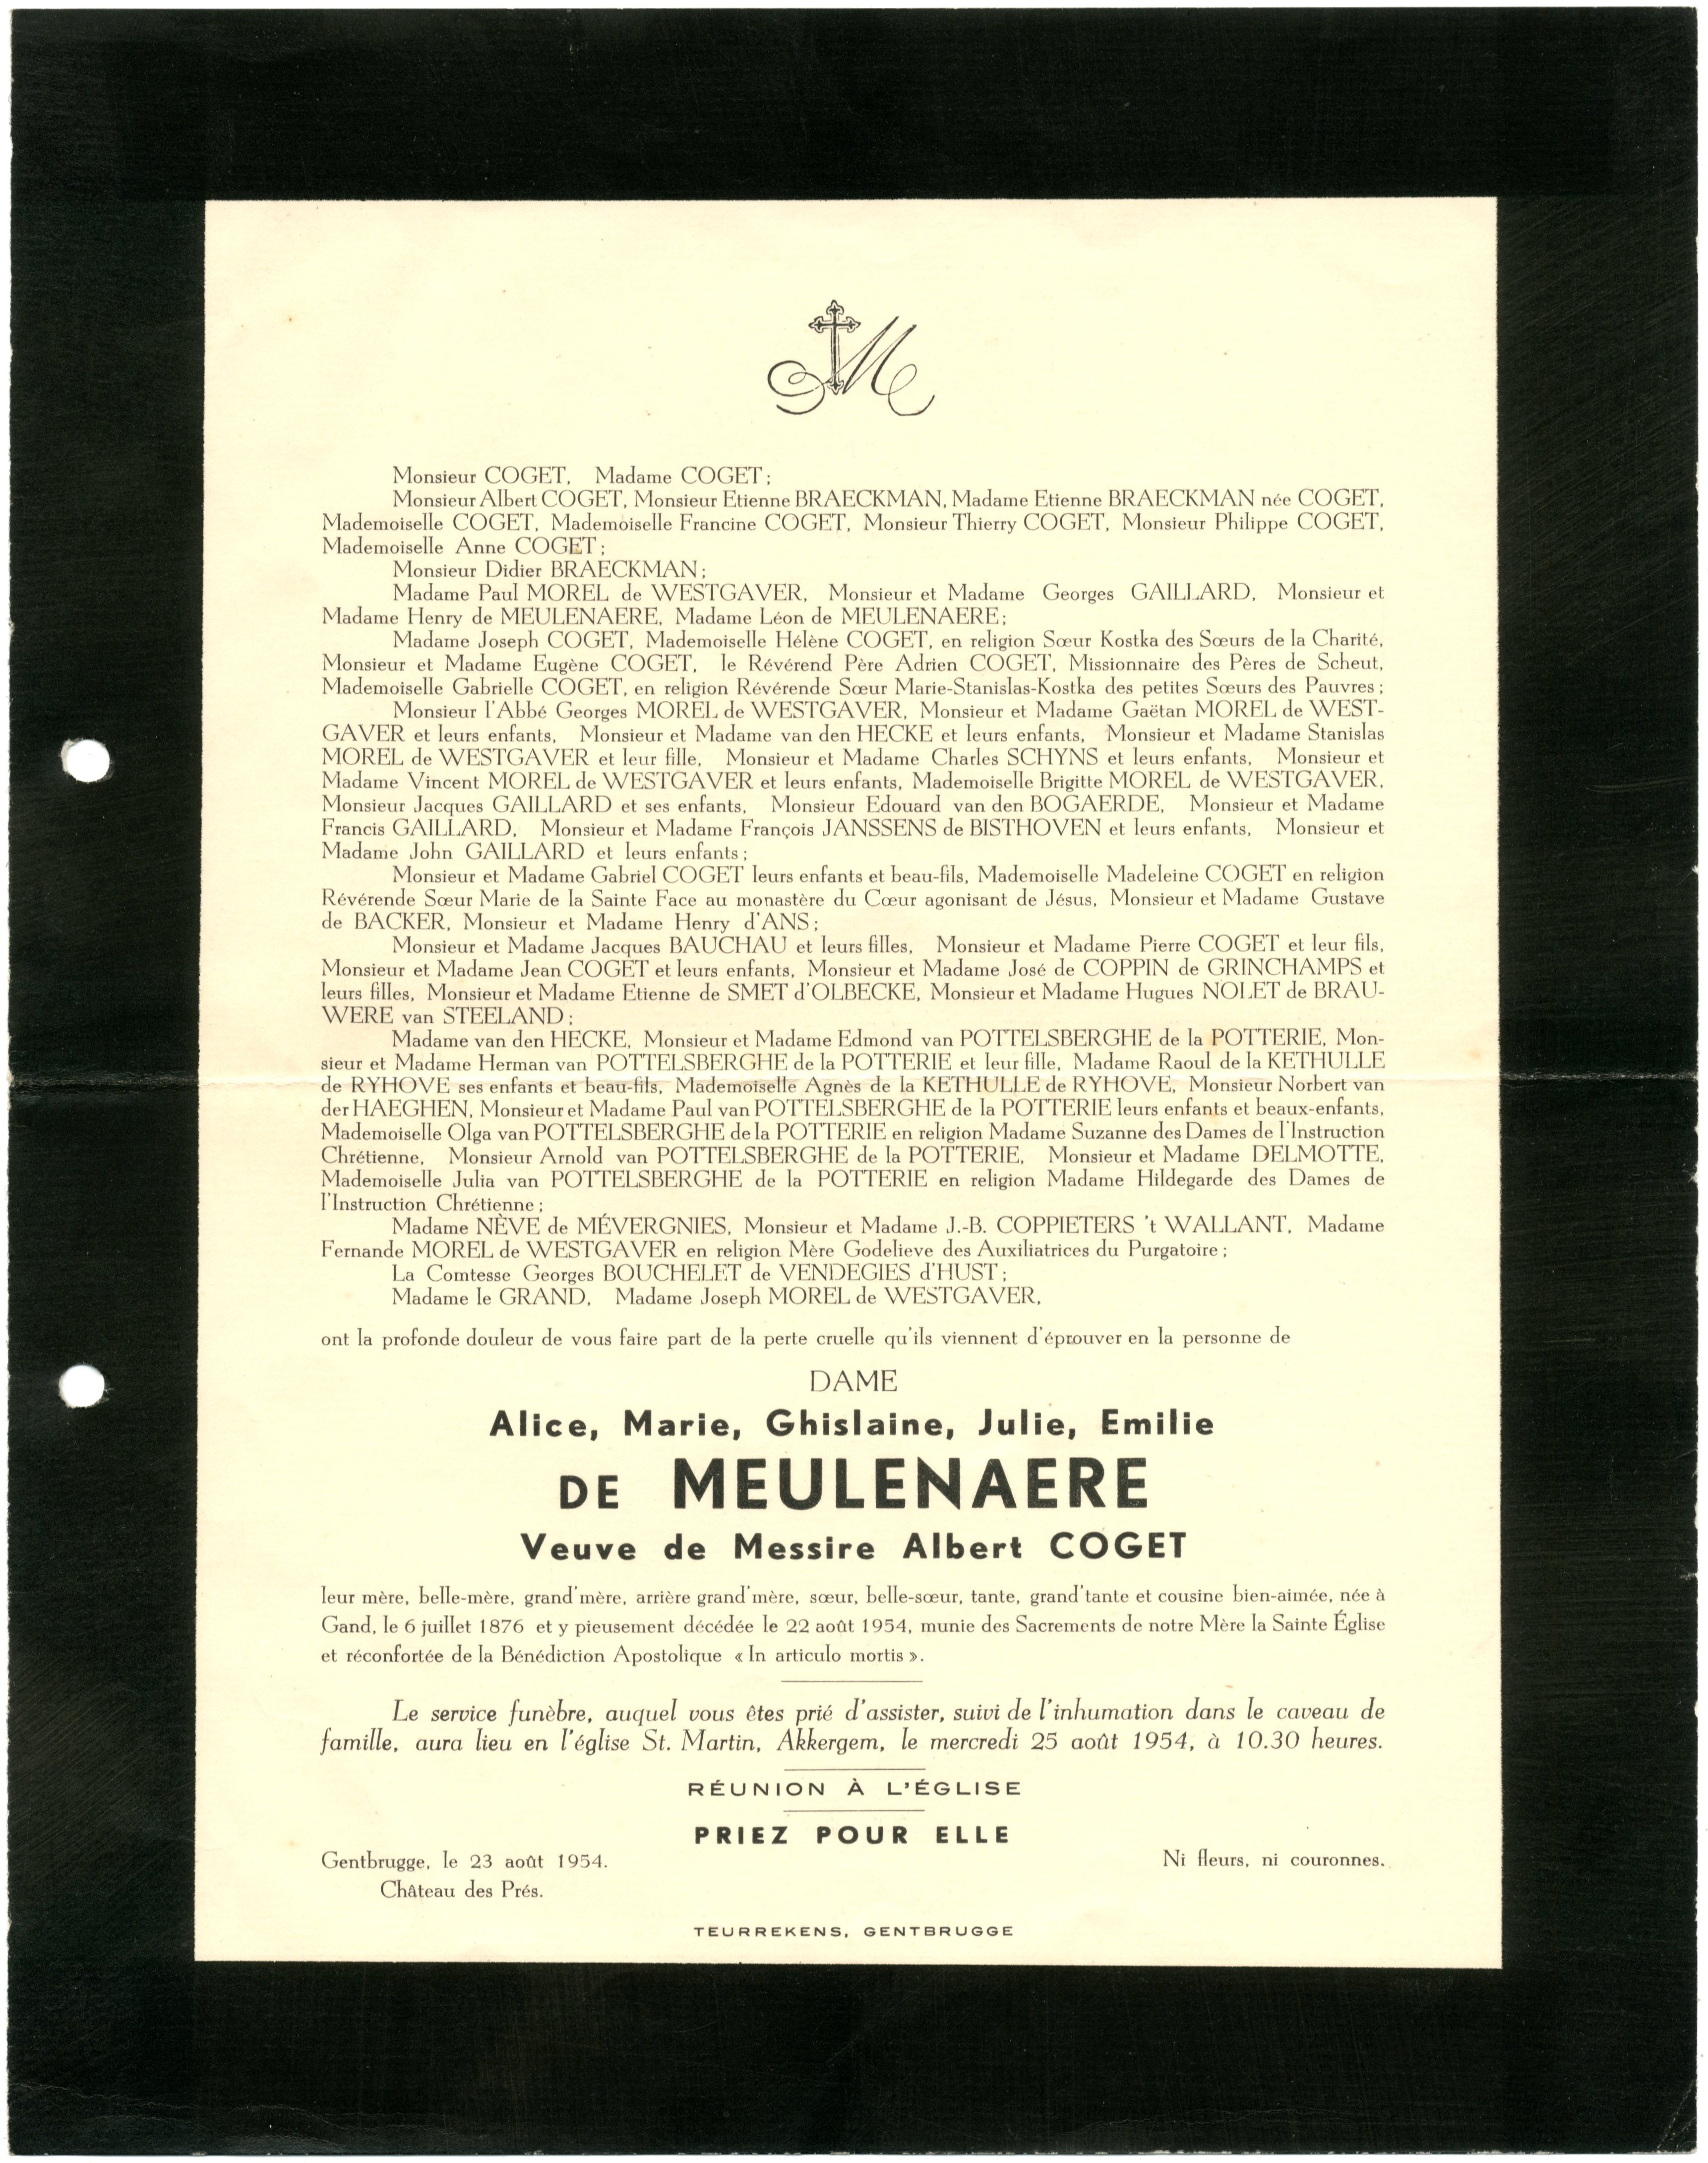 M
Monsieur COGET, Madame COGET;
Monsieur Albert COGET, Monsieur Etienne BRAECKMAN, Madame Etienne BRAECKMAN née COGET,
Mademoiselle COGET, Mademoiselle Francine COGET, Monsieur Thierry COGET, Monsieur Philippe COGET,
Mademoiselle Anne COGET;
Monsieur Didier BRAECKMAN;
Madame Paul MOREL de WESTGAVER, Monsieur et Madame Georges GAILLARD, Monsieur et
Madame Henry de MEULENAERE, Madame Léon de MEULENAERE;
Madame Joseph COGET, Mademoiselle Hélène COGET, en religion Sœur Kostka des Sœurs de la Charité,
Monsieur et Madame Eugène COGET, le Révérend Père Adrien COGET, Missionnaire des Pères de Scheut,
Mademoiselle Gabrielle COGET, en religion Révérende Sœur Marie-Stanislas-Kostka des petites Sœurs des Pauvres;
Monsieur l'Abbé Georges MOREL de WESTGAVER, Monsieur et Madame Gaëtan MOREL de WEST-
GAVER et leurs enfants, Monsieur et Madame van den HECKE et leurs enfants, Monsieur et Madame Stanislas
MOREL de WESTGAVER et leur fille, Monsieur et Madame Charles SCHYNS et leurs enfants, Monsieur et
Madame Vincent MOREL de WESTGAVER et leurs enfants, Mademoiselle Brigitte MOREL de WESTGAVER,
Monsieur Jacques GAILLARD et ses enfants, Monsieur Edouard van den BOGAERDE, Monsieur et Madame
Francis GAILLARD, Monsieur et Madame François JANSSENS de BISTHOVEN et leurs enfants, Monsieur et
Madame John GAILLARD et leurs enfants;
Monsieur et Madame Gabriel COGET leurs enfants et beau-fils, Mademoiselle Madeleine COGET en religion
Révérende Sœur Marie de la Sainte Face au monastère du Cœur agonisant de Jésus, Monsieur et Madame Gustave
de BACKER, Monsieur et Madame Henry d'ANS;
Monsieur et Madame Jacques BAUCHAU et leurs filles, Monsieur et Madame Pierre COGET et leur fils,
Monsieur et Madame Jean COGET et leurs enfants, Monsieur et Madame José de COPPIN de GRINCHAMPS et
leurs filles, Monsieur et Madame Etienne de SMET d'OLBECKE, Monsieur et Madame Hugues NOLET de BRAU-
WERE van STEELAND;
Madame van den HECKE, Monsieur et Madame Edmond van POTTELSBERGHE de la POTTERIE, Mon-
sieur et Madame Herman van POTTELSBERGHE de la POTTERIE et leur fille, Madame Raoul de la KETHULLE
de RYHOVE ses enfants et beau-fils, Mademoiselle Agnès de la KETHULLE de RYHOVE, Monsieur Norbert van
der HAEGHEN, Monsieur et Madame Paul van POTTELSBERGHE de la POTTERIE leurs enfants et beaux-enfants,
Mademoiselle Olga van POTTELSBERGHE de la POTTERIE en religion Madame Suzanne des Dames de l'Instruction
Chrétienne, Monsieur Arnold van POTTELSBERGHE de la POTTERIE, Monsieur et Madame DELMOTTE,
Mademoiselle Julia van POTTELSBERGHE de la POTTERIE en religion Madame Hildegarde des Dames de
l'Instruction Chrétienne;
Madame NÈVE de MÉVERGNIES, Monsieur et Madame J.-B. COPPIETERS 't WALLANT, Madame
Fernande MOREL de WESTGAVER en religion Mère Godelieve des Auxiliatrices du Purgatoire;
La Comtesse Georges BOUCHELET de VENDEGIES d'HUST;
Madame le GRAND, Madame Joseph MOREL de WESTGAVER,
ont la profonde douleur de vous faire part de la perte cruelle qu'ils viennent d'éprouver en la personne de
DAME
Alice, Marie, Ghislaine, Julie, Emilie
DE MEULENAERE
Veuve de Messire Albert COGET
leur mère, belle-mère, grand'mère, arrière grand'mère, sœur, belle-sœur, tante, grand'tante et cousine bien-aimée, née à
Gand, le 6 juillet 1876 et y pieusement décédée le 22 août 1954, munie des Sacrements de notre Mère la Sainte Église
et réconfortée de la Bénédiction Apostolique « In articulo mortis ».
Le service funèbre, auquel vous êtes prié d'assister, suivi de l'inhumation dans le caveau de
famille, aura lieu en l'église St. Martin, Akkergem, le mercredi 25 août 1954, à 10.30 heures.
RÉUNION À L'ÉGLISE
PRIEZ POUR ELLE
Gentbrugge, le 23 août 1954.
Ni fleurs, ni couronnes.
Château des Prés.
TEURREKENS, GENTBRUGGE